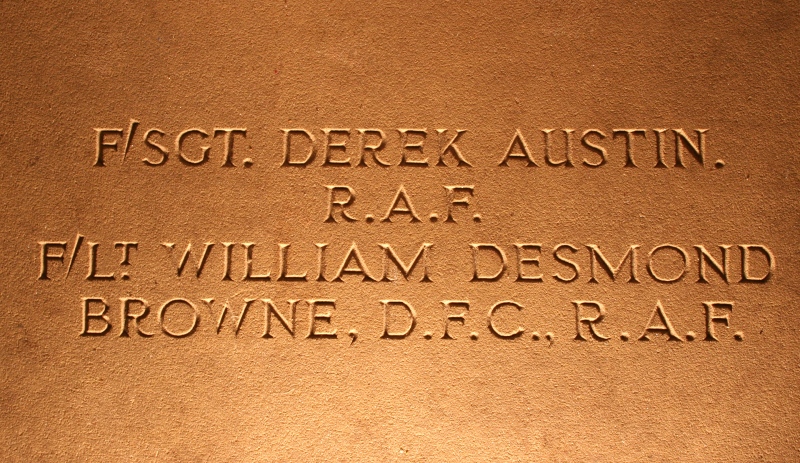 F/SGT. DEREK AUSTIN.
R.A.F.
F/LT WILLIAM DESMOND
BROWNE, D.F.C., R.A.F.